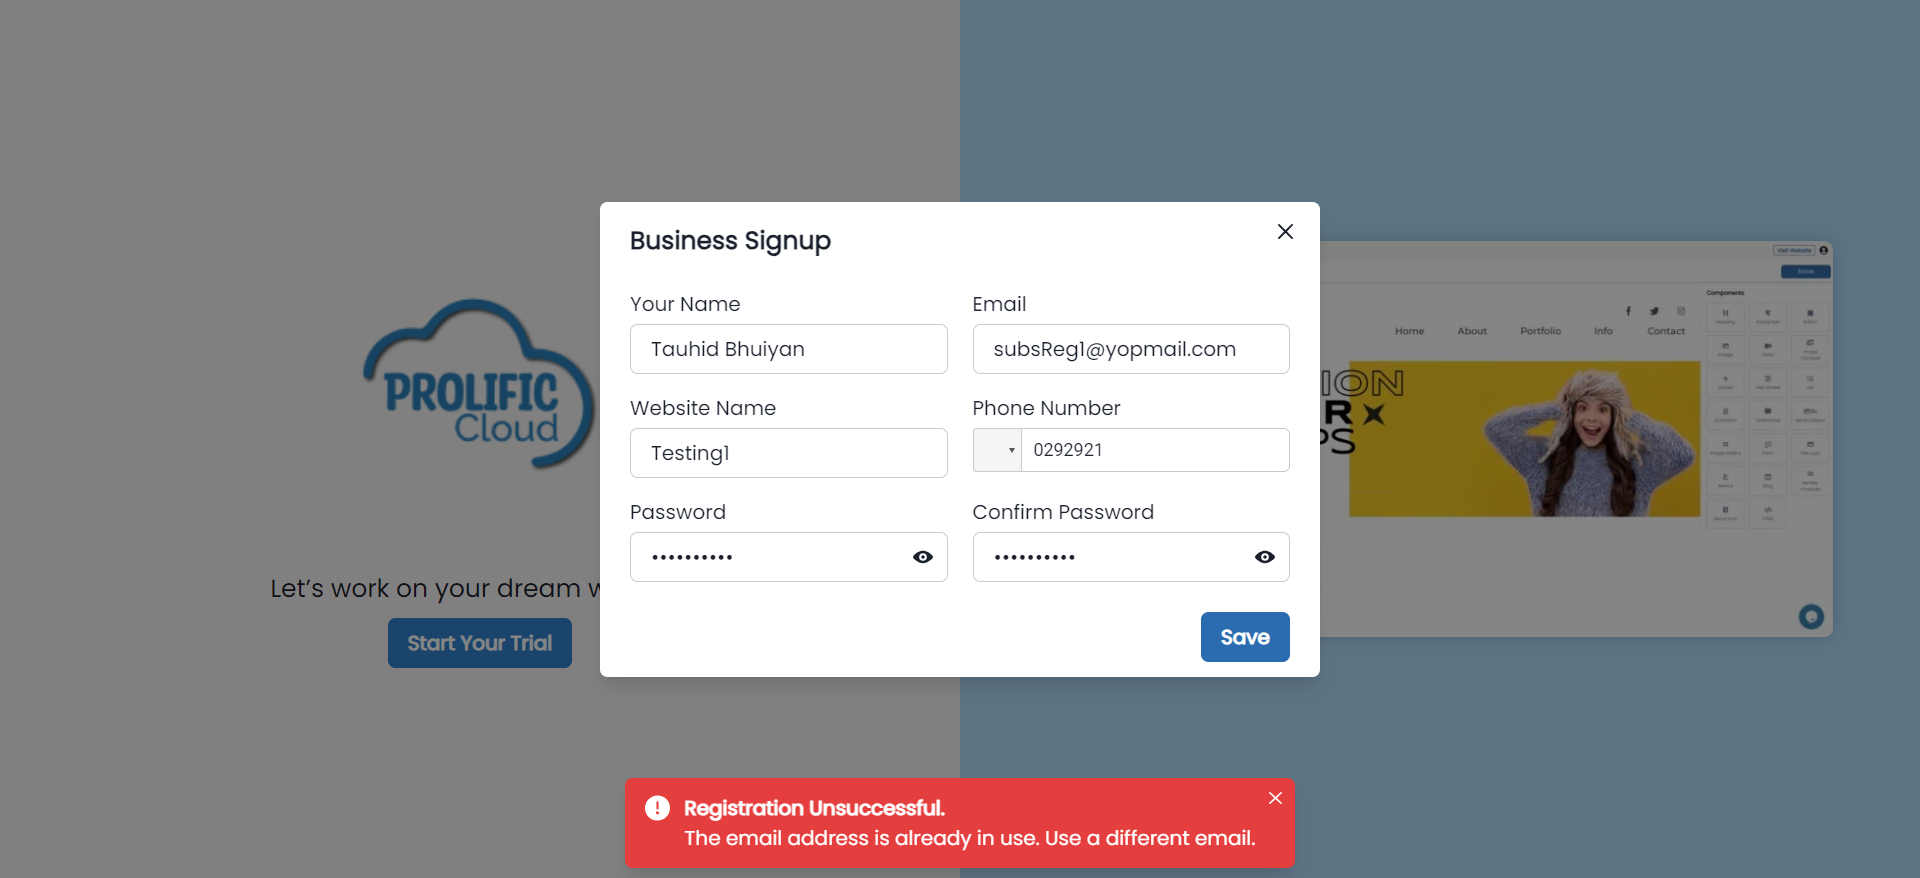 PROLIFIC
Cloud
Let's work on your dream w
Start Your Trial
Business Signup
Your Name
Tauhid Bhuiyan
Email
subsReg1@yopmail.com
Website Name
Testing1
Phone Number
0292921
Password
Confirm Password
Save
Visit Website
Save
Components
Home About Portfolio Info Contact
ION
R
PS
Registration Unsuccessful.
The email address is already in use. Use a different email.